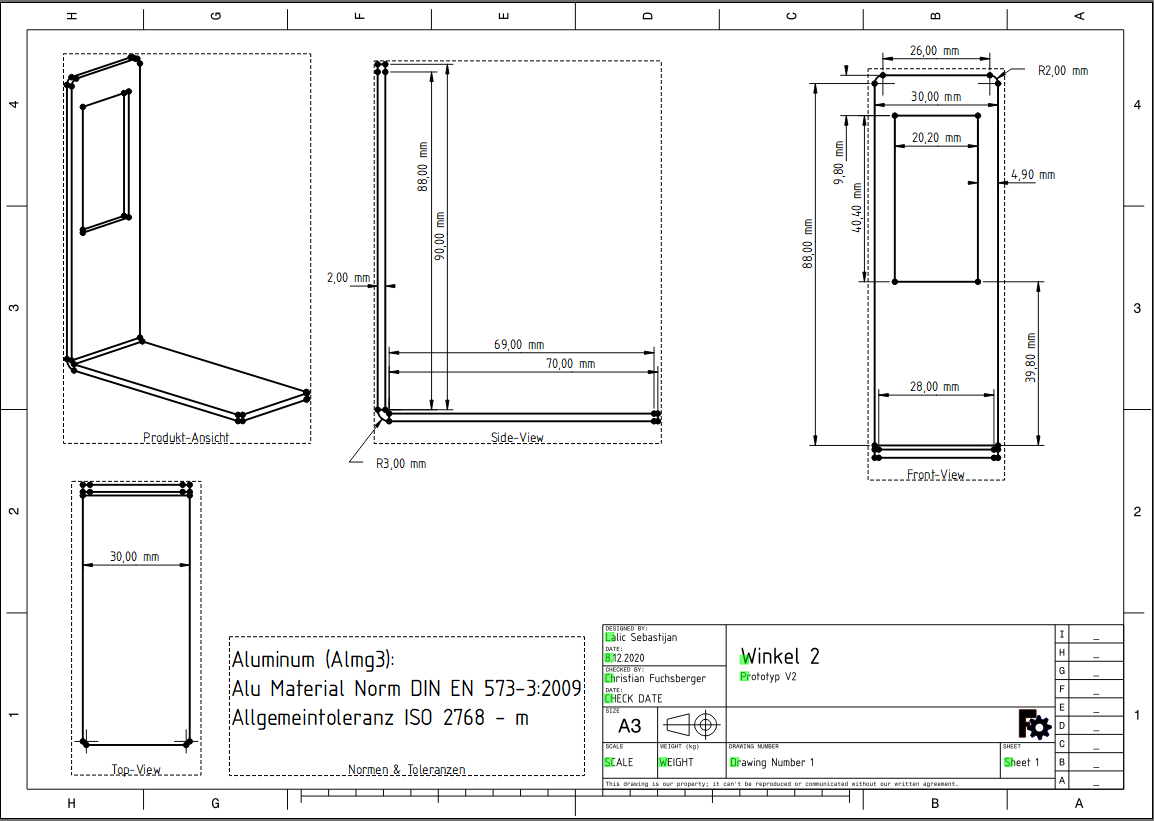 H G F E D C B A
4
4
3
3
2
2
1
1
Produkt-Ansicht
88,00 mm
90,00 mm
2,00 mm
69,00 mm
70,00 mm
R3,00 mm
Side-View
26,00 mm
R2,00 mm
30,00 mm
20,20 mm
9,80 mm
4,90 mm
40,40 mm
88,00 mm
39,80 mm
28,00 mm
Front-View
30,00 mm
Top-View
Aluminum (Almg3):
Alu Material Norm DIN EN 573-3:2009
Allgemeintoleranz ISO 2768 - m
Normen & Toleranzen
DESIGNED BY:
Lalic Sebastijan
DATE:
8.12.2020
CHECKED BY:
Christian Fuchsberger
DATE:
CHECK DATE
Winkel 2
Prototyp V2
SIZE
A3
SCALE
SCALE
WEIGHT (kg)
WEIGHT
DRAWING NUMBER
Drawing Number 1
SHEET
Sheet 1
This drawing is our property; it can't be reproduced or communicated without our written agreement.
I _
H _
G _
F _
E _
D _
C _
B _
A _
H G B A